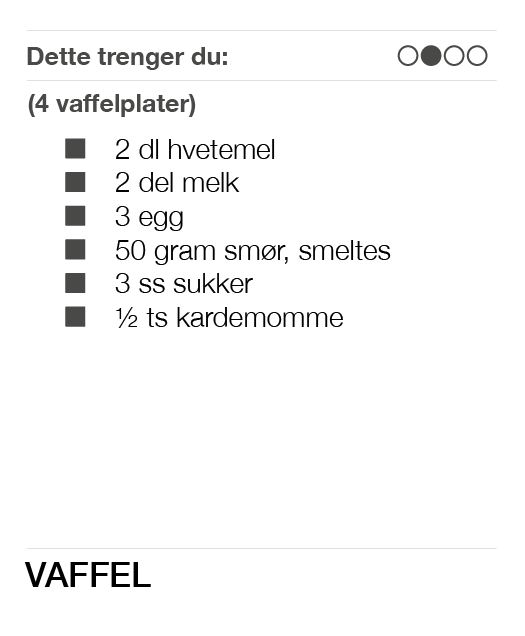 Dette trenger du:
(4 vaffelplater)
2 dl hvetemel
2 del melk
3 egg
50 gram smør, smeltes
3 ss sukker
½ ts kardemomme
VAFFEL